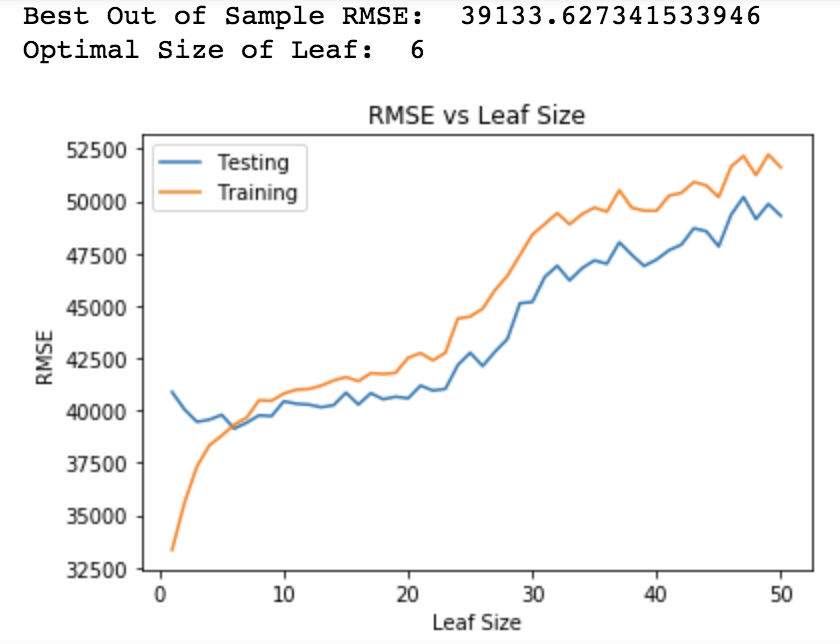 Best Out of Sample RMSE:  39133.627341533946
Optimal Size of Leaf:  6
RMSE vs Leaf Size
Testing
Training
52500
50000
47500
45000
42500
40000
37500
35000
32500
RMSE
0 10 20 30 40 50
Leaf Size